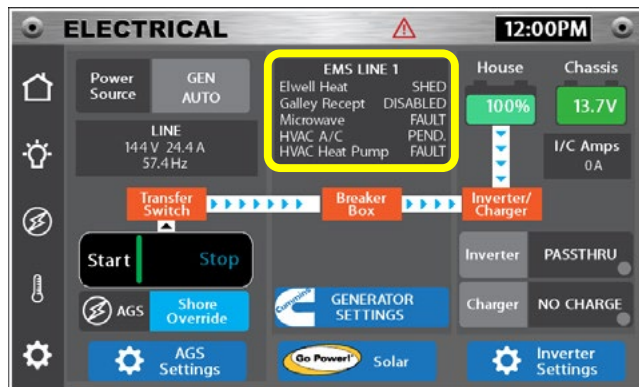 ELECTRICAL
12:00PM
Power Source
GEN AUTO
LINE
144 V 24.4 A
57.4 Hz
EMS LINE 1
Elwell Heat SHED
Galley Recept DISABLED
Microwave FAULT
HVAC A/C PEND.
HVAC Heat Pump FAULT
House
Chassis
100%
13.7V
I/C Amps
0 A
Transfer
Switch
Breaker
Box
Inverter/
Charger
Start Stop
Inverter PASSTHRU
AGS
Shore
Override
Cummins
GENERATOR
SETTINGS
Charger NO CHARGE
AGS
Settings
Go Power!
Solar
Inverter
Settings